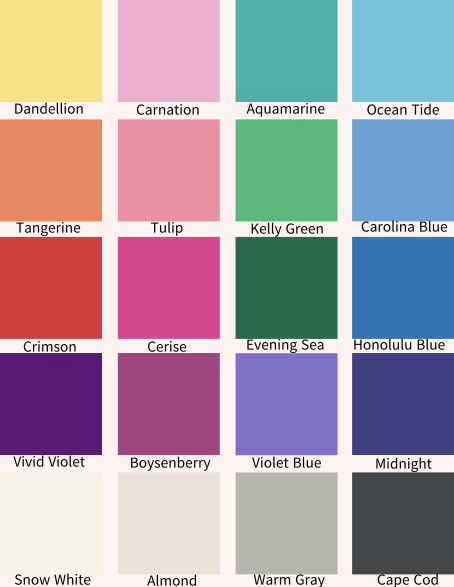 Dandellion Carnation Aquamarine Ocean Tide
Tangerine Tulip Kelly Green Carolina Blue
Crimson Cerise Evening Sea Honolulu Blue
Vivid Violet Boysenberry Violet Blue Midnight
Snow White Almond Warm Gray Cape Cod